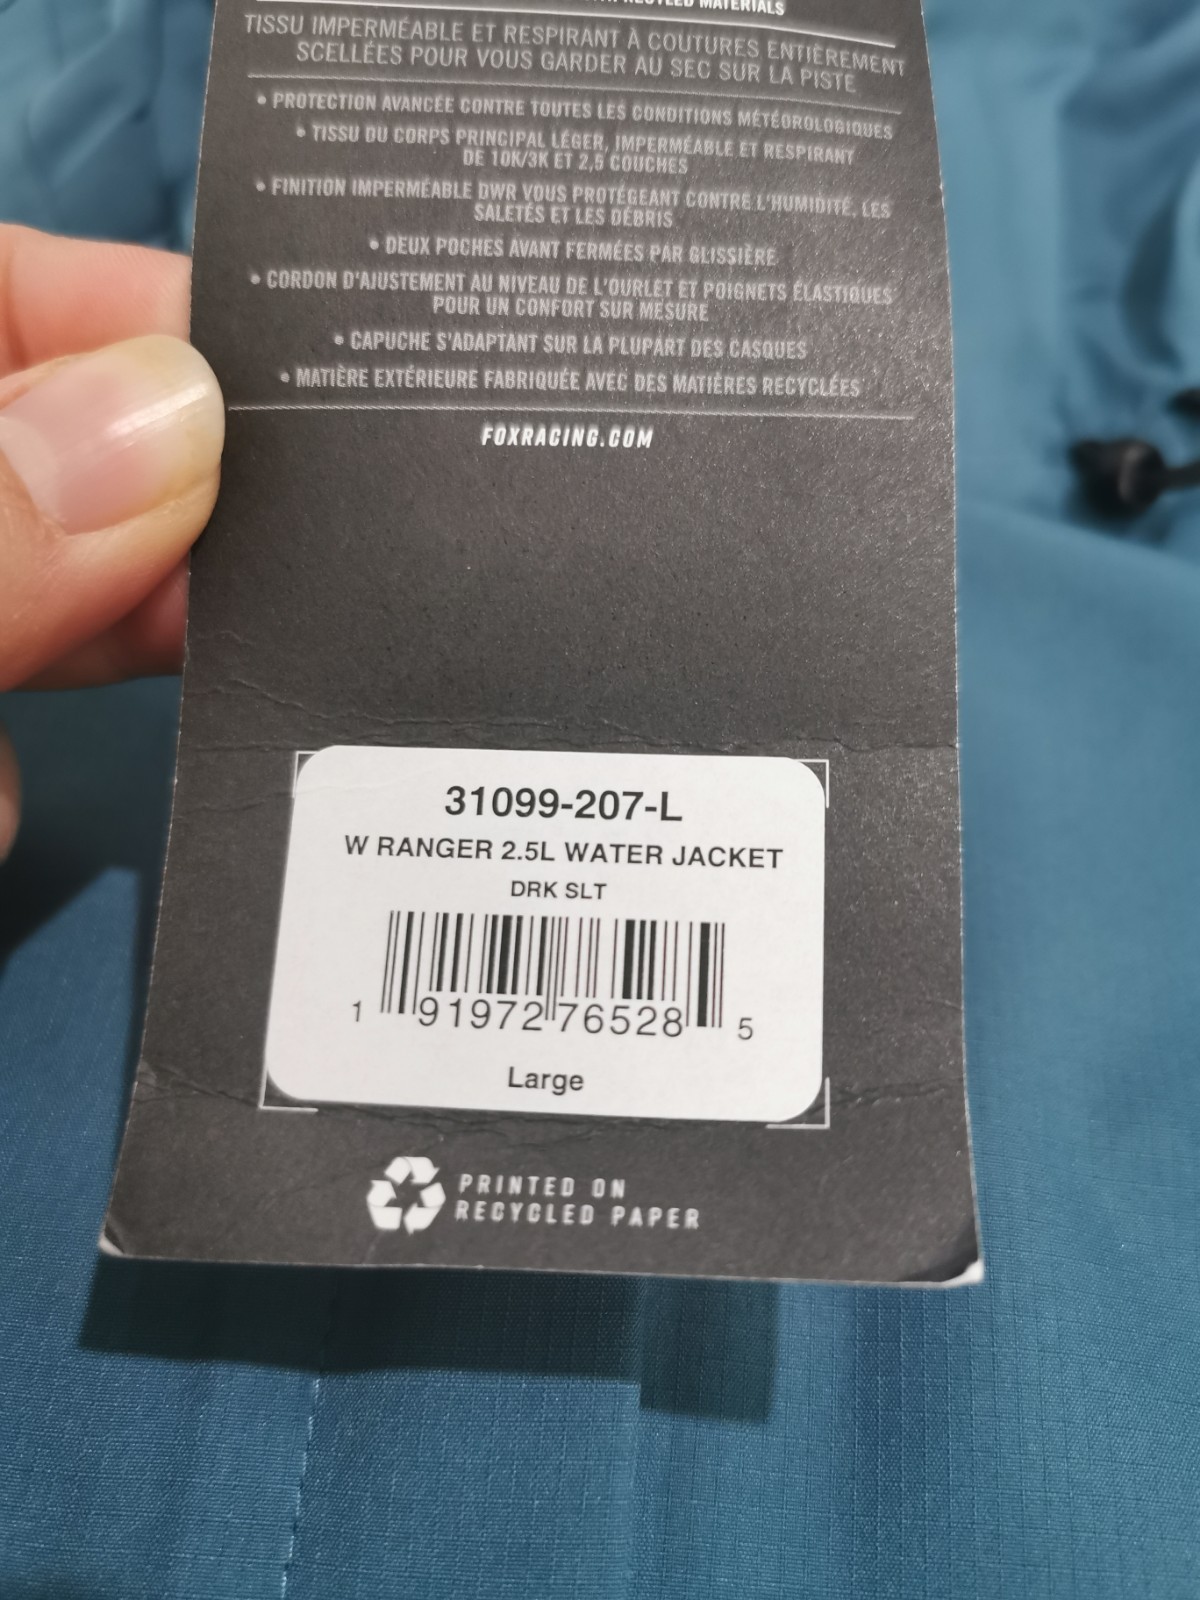 RECYCLED MATERIALS
TISSU IMPERMÉABLE ET RESPIRANT À COUTURES ENTIÈREMENT
SCELLÉES POUR VOUS GARDER AU SEC SUR LA PISTE
• PROTECTION AVANCÉE CONTRE TOUTES LES CONDITIONS MÉTÉOROLOGIQUES
• TISSU DU CORPS PRINCIPAL LÉGER, IMPERMÉABLE ET RESPIRANT
DE 10K/3K ET 2,5 COUCHES
• FINITION IMPERMÉABLE DWR VOUS PROTÉGEANT CONTRE L'HUMIDITÉ, LES
SALETÉS ET LES DÉBRIS
• DEUX POCHES AVANT FERMÉES PAR GLISSIÈRE
• CORDON D'AJUSTEMENT AU NIVEAU DE L'OURLET ET POIGNETS ÉLASTIQUES
POUR UN CONFORT SUR MESURE
• CAPUCHE S'ADAPTANT SUR LA PLUPART DES CASQUES
• MATIÈRE EXTÉRIEURE FABRIQUÉE AVEC DES MATIÈRES RECYCLÉES
FOXRACING.COM
31099-207-L
W RANGER 2.5L WATER JACKET
DRK SLT
1 91972 76528 5
Large
PRINTED ON
RECYCLED PAPER